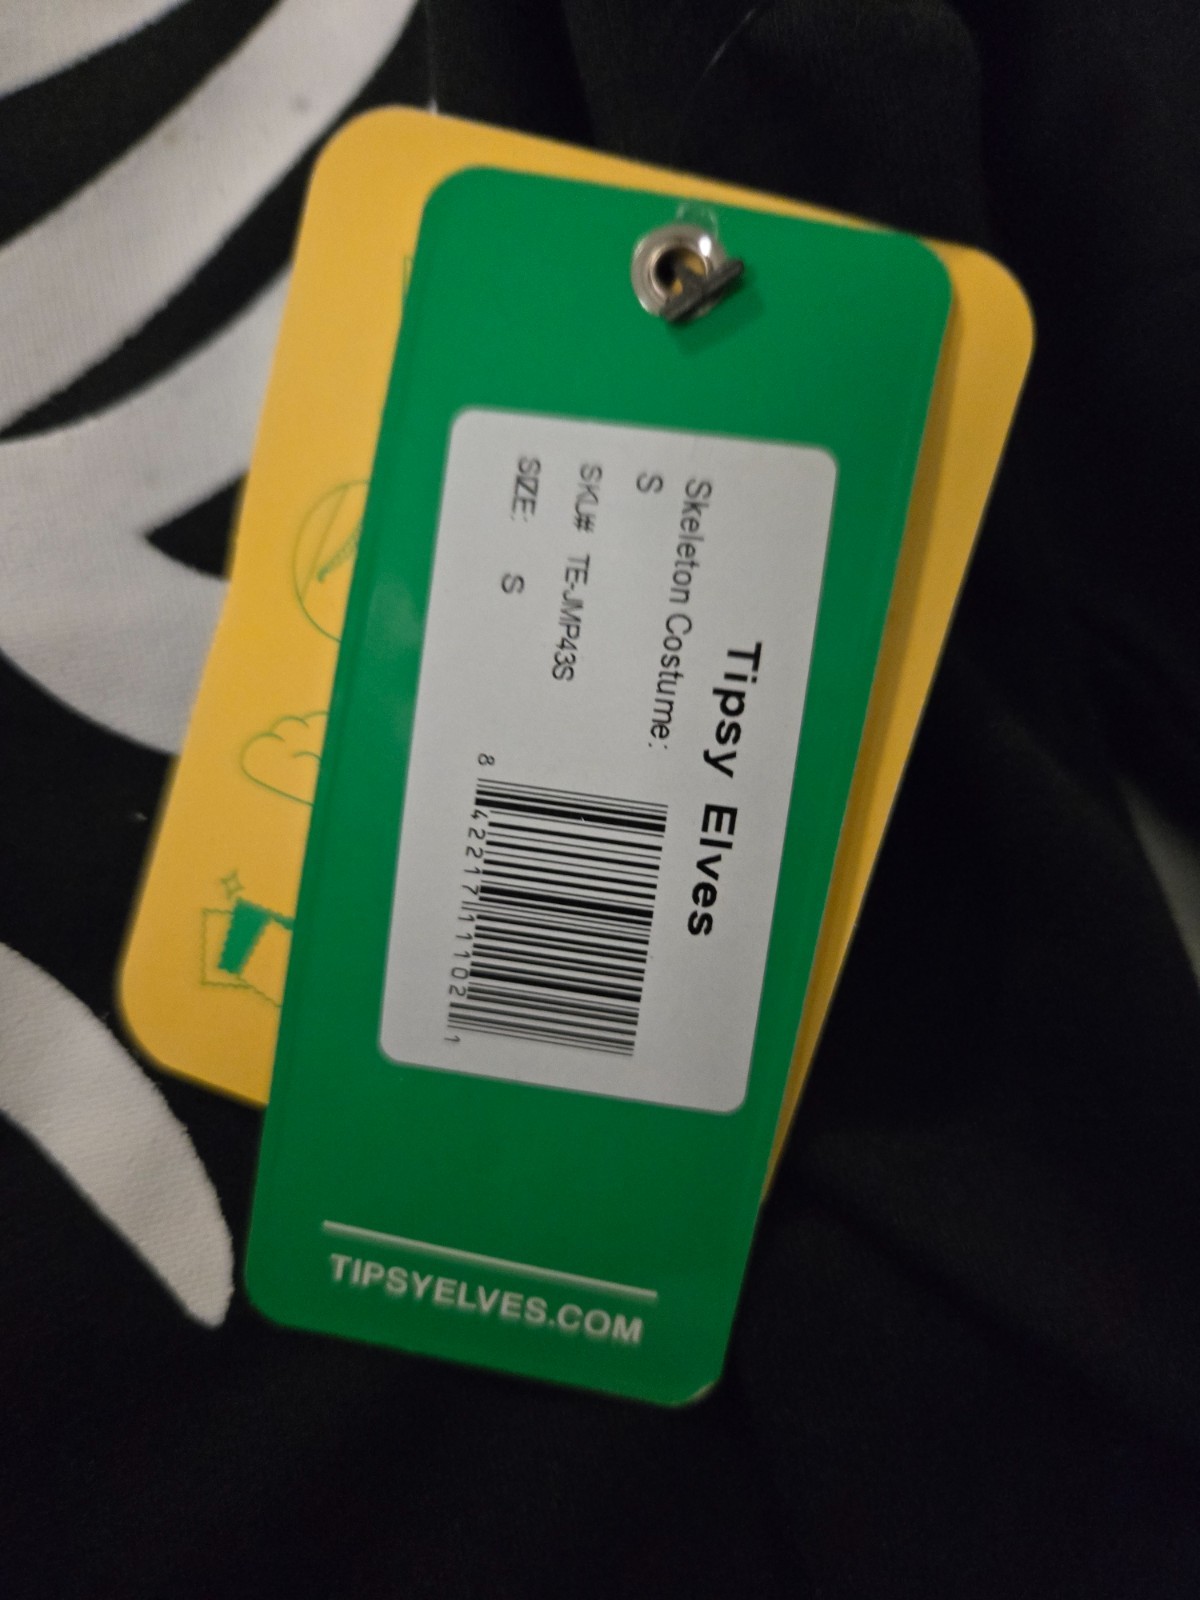 Tipsy Elves
Skeleton Costume:
S
SKU# TE-JMP43S
SIZE: S
8 42217 11102 1
TIPSYELVES.COM